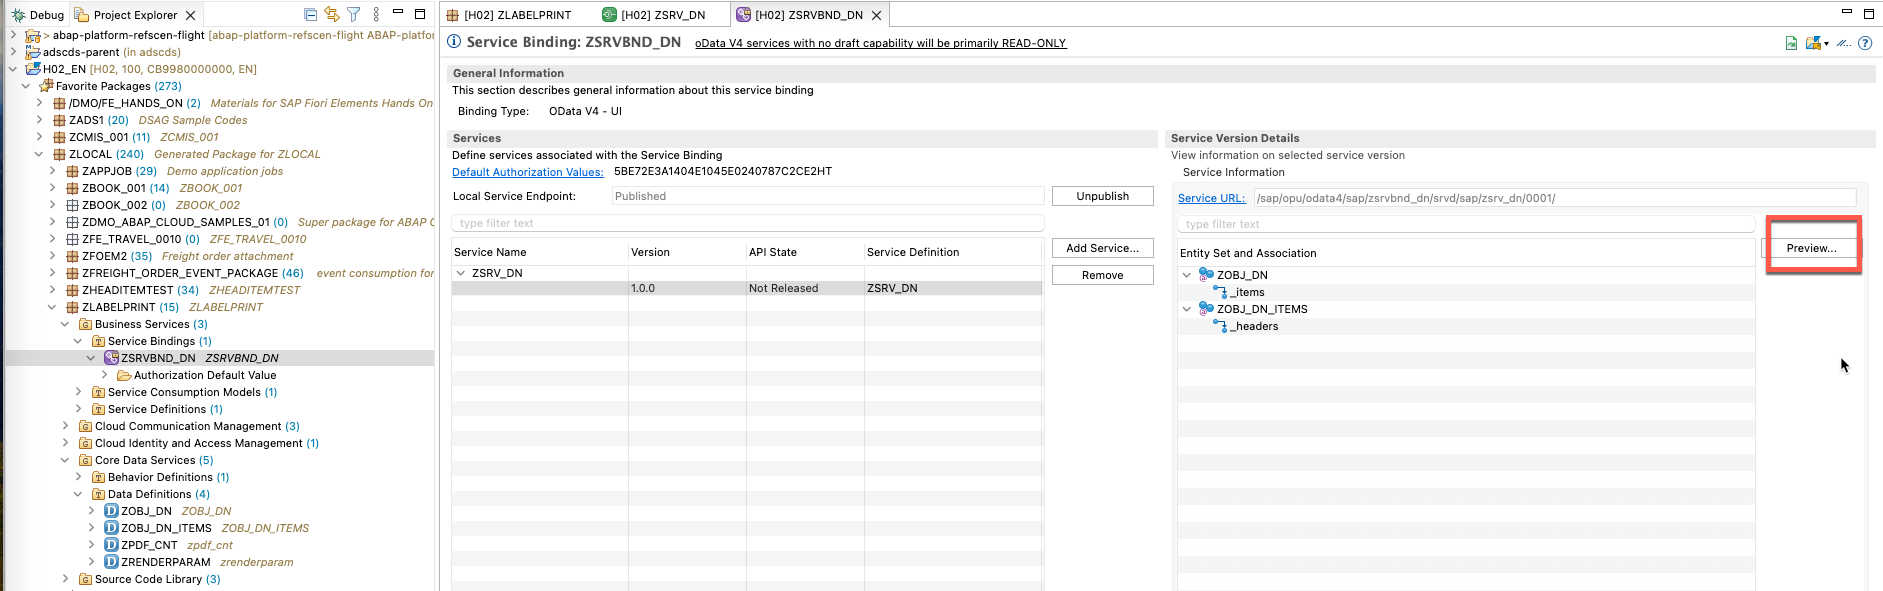 Debug Project Explorer
> abap-platform-refscen-flight [abap-platform-refscen-flight ABAP-platfor
adscds-parent (in adscds)
H02_EN [H02, 100, CB9980000000, EN]
Favorite Packages (273)
/DMO/FE_HANDS_ON (2) Materials for SAP Fiori Elements Hands On
ZADS1 (20) DSAG Sample Codes
ZCMIS_001 (11) ZCMIS_001
ZLOCAL (240) Generated Package for ZLOCAL
ZAPPJOB (29) Demo application jobs
ZBOOK_001 (14) ZBOOK_001
ZBOOK_002 (0) ZBOOK_002
ZDMO_ABAP_CLOUD_SAMPLES_01 (0) Super package for ABAP C
ZFE_TRAVEL_0010 (0) ZFE_TRAVEL_0010
ZFOEM2 (35) Freight order attachment
ZFREIGHT_ORDER_EVENT_PACKAGE (46) event consumption for
ZHEADITEMTEST (34) ZHEADITEMTEST
ZLABELPRINT (15) ZLABELPRINT
Business Services (3)
Service Bindings (1)
ZSRVBND_DN ZSRVBND_DN
Authorization Default Value
Service Consumption Models (1)
Service Definitions (1)
Cloud Communication Management (3)
Cloud Identity and Access Management (1)
Core Data Services (5)
Behavior Definitions (1)
Data Definitions (4)
ZOBJ_DN ZOBJ_DN
ZOBJ_DN_ITEMS ZOBJ_DN_ITEMS
ZPDF_CNT zpdf_cnt
ZRENDERPARAM zrenderparam
Source Code Library (3)
[H02] ZLABELPRINT [H02] ZSRV_DN [H02] ZSRVBND_DN
Service Binding: ZSRVBND_DN oData V4 services with no draft capability will be primarily READ-ONLY
General Information
This section describes general information about this service binding
Binding Type: OData V4 - UI
Services
Define services associated with the Service Binding
Default Authorization Values: 5BE72E3A1404E1045E0240787C2CE2HT
Local Service Endpoint: Published Unpublish
type filter text
Service Name Version API State Service Definition
Add Service...
ZSRV_DN
Remove
1.0.0 Not Released ZSRV_DN
Service Version Details
View information on selected service version
Service Information
Service URL: /sap/opu/odata4/sap/zsrvbnd_dn/srvd/sap/zsrv_dn/0001/
type filter text
Entity Set and Association
Preview...
ZOBJ_DN
_items
ZOBJ_DN_ITEMS
_headers